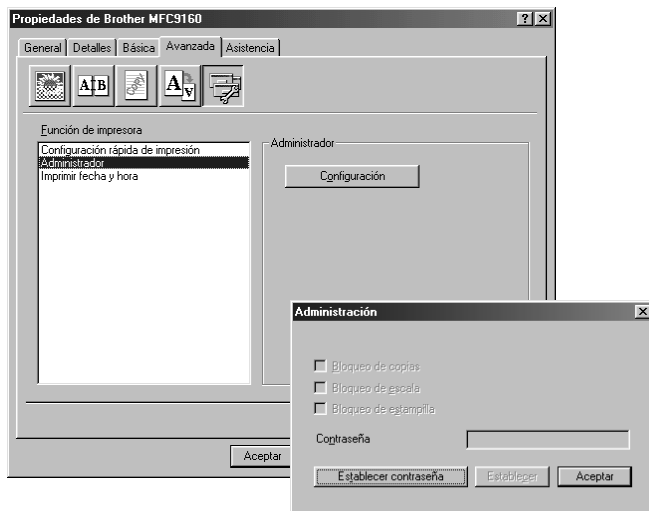 Propiedades de Brother MFC9160
General Detalles Básica Avanzada Asistencia
A B
A A
Función de impresora
Configuración rápida de impresión
Administrador
Imprimir fecha y hora
Administrador
Configuración
Aceptar
Administración
Bloqueo de copias
Bloqueo de escala
Bloqueo de estampilla
Contraseña
Establecer contraseña Establecer Aceptar